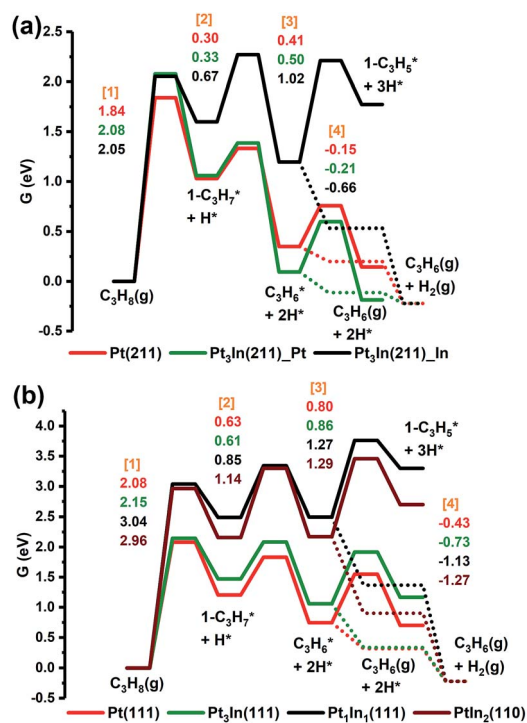 (a)
G (eV)
2.5
2.0
1.5
1.0
0.5
0.0
-0.5
[1]
1.84
2.08
2.05
[2]
0.30
0.33
0.67
[3]
0.41
0.50
1.02
[4]
-0.15
-0.21
-0.66
C₃H₈(g)
1-C₃H₇*
+ H*
C₃H₆*
+ 2H*
1-C₃H₅*
+ 3H*
C₃H₆(g)
+ 2H*
C₃H₆(g)
+ H₂(g)
Pt(211) Pt₃In(211)_Pt Pt₃In(211)_In
(b)
G (eV)
4.0
3.5
3.0
2.5
2.0
1.5
1.0
0.5
0.0
[1]
2.08
2.15
3.04
2.96
[2]
0.63
0.61
0.85
1.14
[3]
0.80
0.86
1.27
1.29
[4]
-0.43
-0.73
-1.13
-1.27
C₃H₈(g)
1-C₃H₇*
+ H*
C₃H₆*
+ 2H*
1-C₃H₅*
+ 3H*
C₃H₆(g)
+ 2H*
C₃H₆(g)
+ H₂(g)
Pt(111) Pt₃In(111) Pt₁In₁(111) PtIn₂(110)